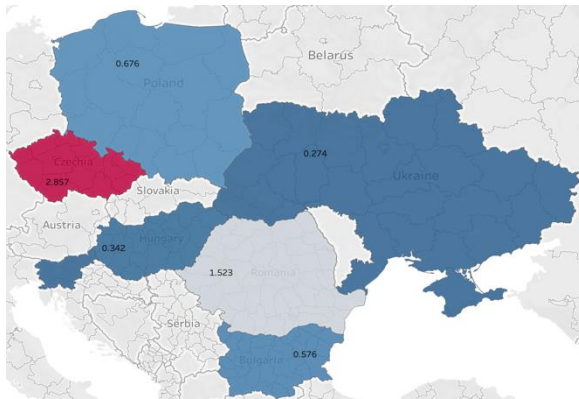 Belarus
0.676
Poland
0.274
Czechia
2.857
Ukraine
Slovakia
Austria
Hungary
0.342
1.523
Romania
Serbia
0.576
Bulgaria